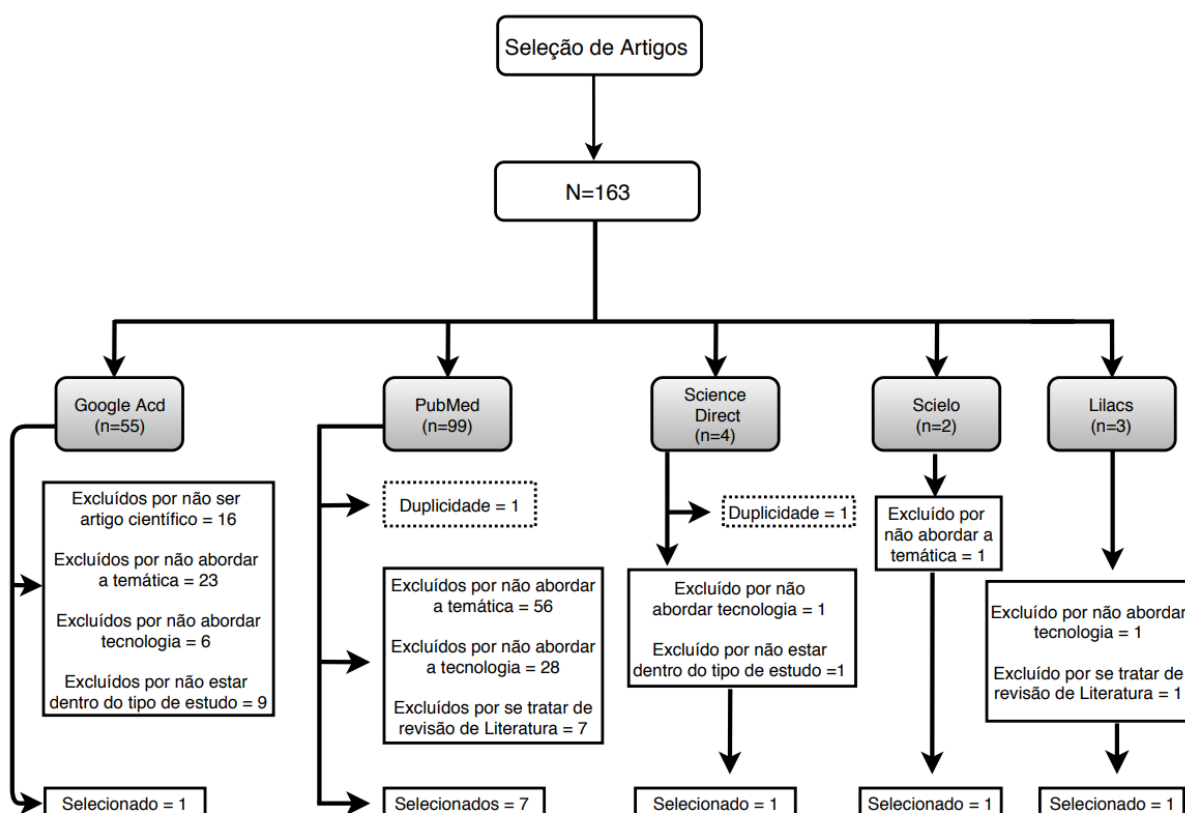 Seleção de Artigos
N=163
Google Acd
(n=55)
PubMed
(n=99)
Science
Direct
(n=4)
Scielo
(n=2)
Lilacs
(n=3)
Excluídos por não ser
artigo científico = 16
Excluídos por não abordar
a temática = 23
Excluídos por não abordar
tecnologia = 6
Excluídos por não estar
dentro do tipo de estudo = 9
Duplicidade = 1
Excluídos por não abordar
a temática = 56
Excluídos por não abordar
a tecnologia = 28
Excluídos por se tratar de
revisão de Literatura = 7
Duplicidade = 1
Excluído por não
abordar tecnologia = 1
Excluído por não estar
dentro do tipo de estudo =1
Excluído por
não abordar a
temática = 1
Excluído por não abordar
tecnologia = 1
Excluído por se tratar de
revisão de Literatura = 1
Selecionado = 1
Selecionados = 7
Selecionado = 1
Selecionado = 1
Selecionado = 1